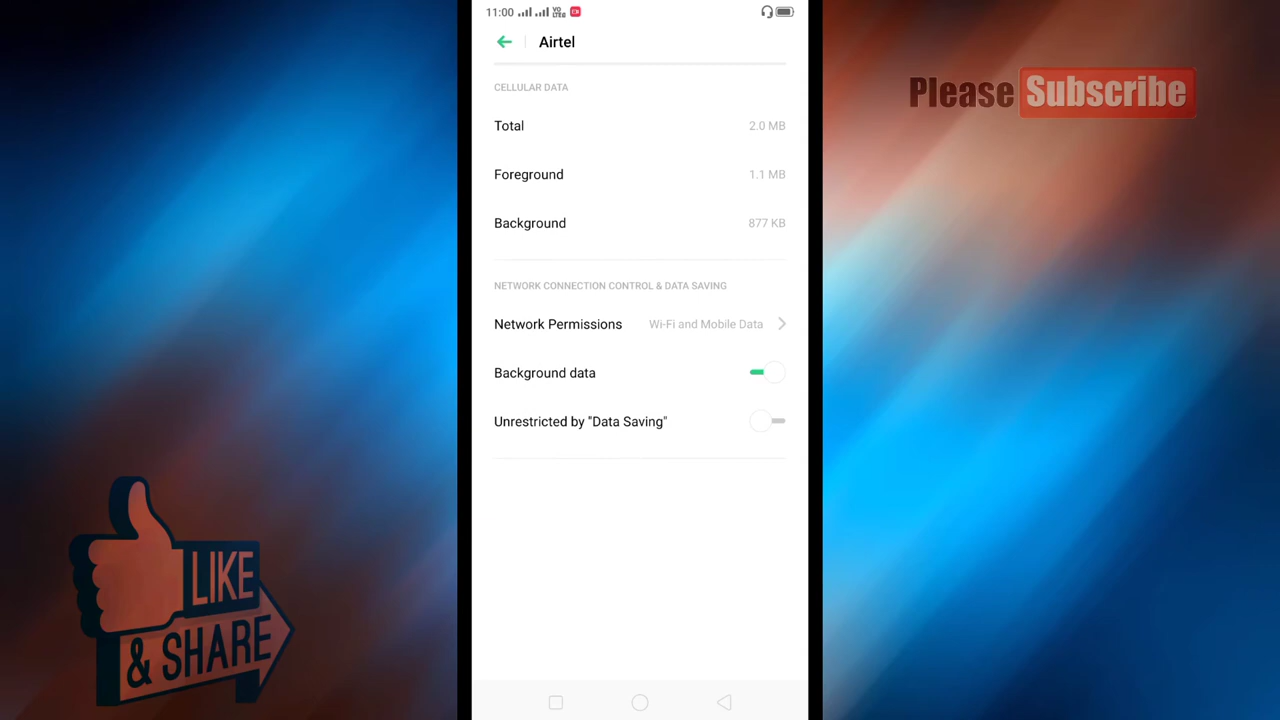 11:00 VO LTE
Airtel
CELLULAR DATA
Total 2.0 MB
Foreground 1.1 MB
Background 877 KB
NETWORK CONNECTION CONTROL & DATA SAVING
Network Permissions Wi-Fi and Mobile Data
Background data
Unrestricted by "Data Saving"
Please Subscribe
LIKE
& SHARE